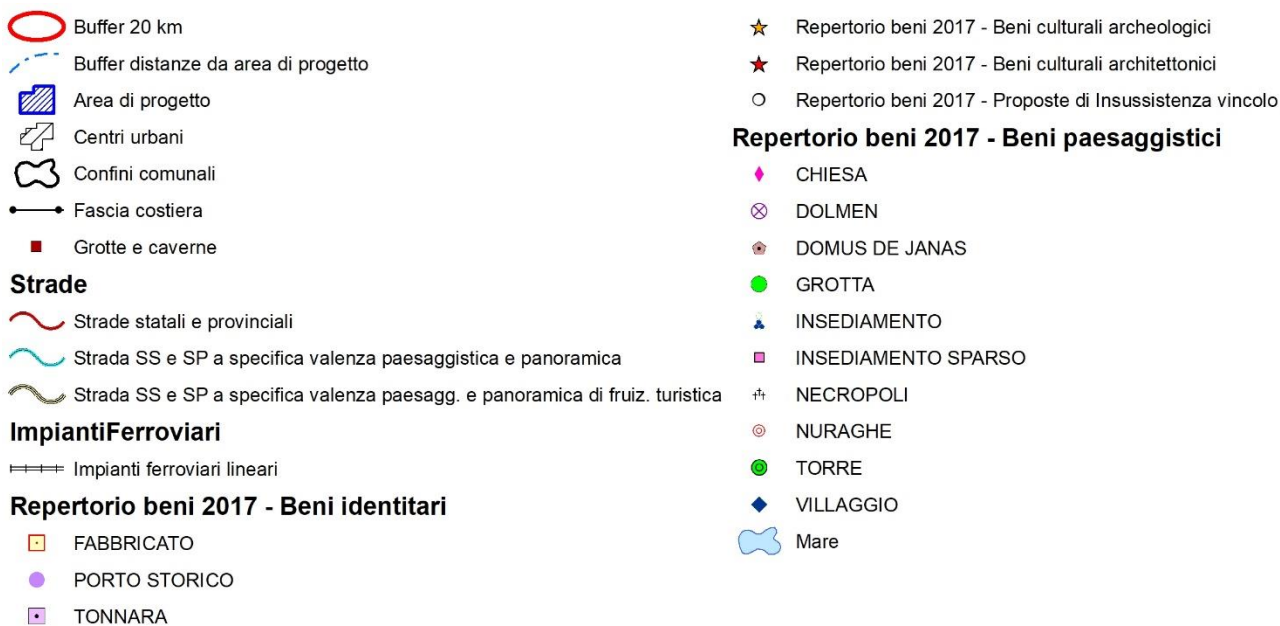 Buffer 20 km
Buffer distanze da area di progetto
Area di progetto
Centri urbani
Confini comunali
Fascia costiera
Grotte e caverne
Strade
Strade statali e provinciali
Strada SS e SP a specifica valenza paesaggistica e panoramica
Strada SS e SP a specifica valenza paesagg. e panoramica di fruiz. turistica
ImpiantiFerroviari
Impianti ferroviari lineari
Repertorio beni 2017 - Beni identitari
FABBRICATO
PORTO STORICO
TONNARA
Repertorio beni 2017 - Beni culturali archeologici
Repertorio beni 2017 - Beni culturali architettonici
Repertorio beni 2017 - Proposte di Insussistenza vincolo
Repertorio beni 2017 - Beni paesaggistici
CHIESA
DOLMEN
DOMUS DE JANAS
GROTTA
INSEDIAMENTO
INSEDIAMENTO SPARSO
NECROPOLI
NURAGHE
TORRE
VILLAGGIO
Mare